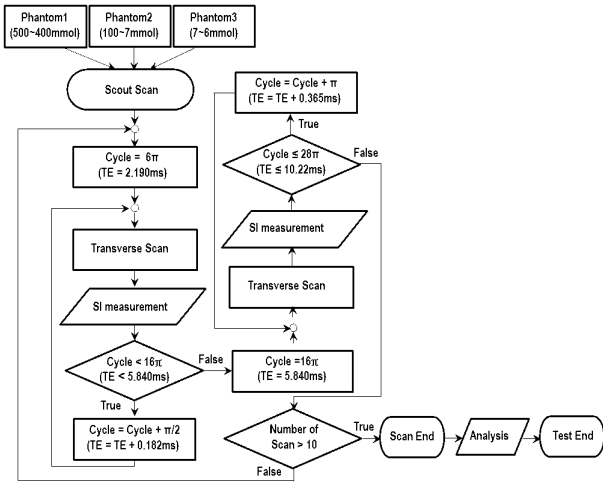 Phantom1
(500~400mmol)
Phantom2
(100~7mmol)
Phantom3
(7~6mmol)
Scout Scan
Cycle = 6π
(TE = 2.190ms)
Transverse Scan
SI measurement
Cycle < 16π
(TE < 5.840ms)
False
True
Cycle = Cycle + π/2
(TE = TE + 0.182ms)
Cycle = Cycle + π
(TE = TE + 0.365ms)
True
Cycle ≤ 28π
(TE ≤ 10.22ms)
False
SI measurement
Transverse Scan
Cycle =16π
(TE = 5.840ms)
Number of
Scan > 10
True
False
Scan End
Analysis
Test End